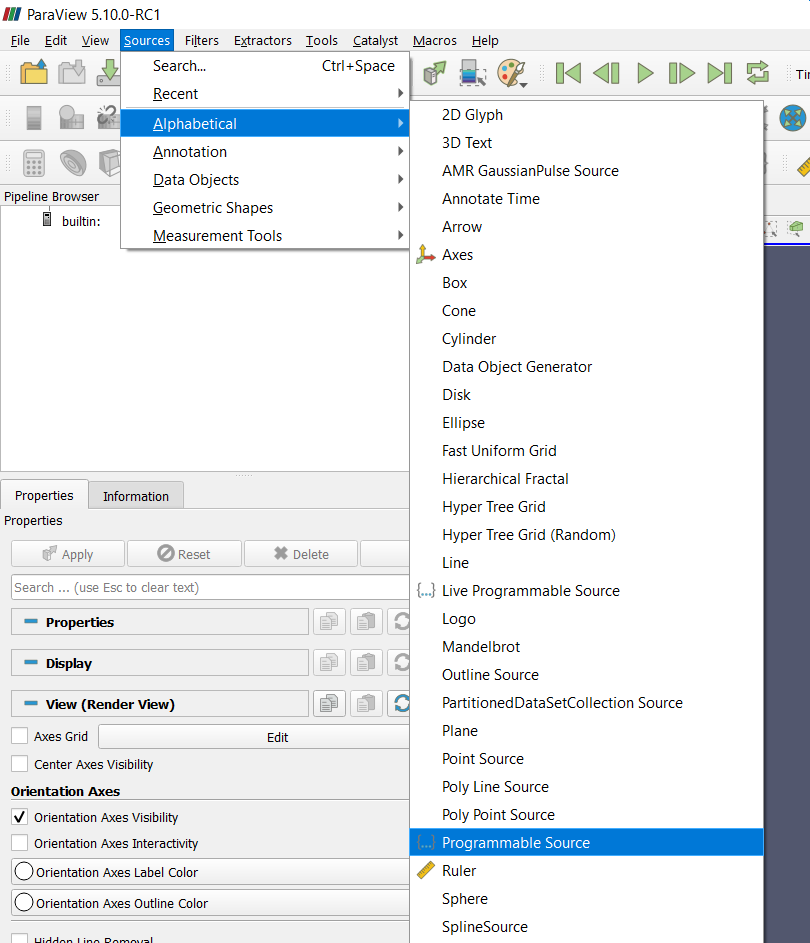 ParaView 5.10.0-RC1
File Edit View Sources Filters Extractors Tools Catalyst Macros Help
Search... Ctrl+Space
Recent
Alphabetical
Annotation
Data Objects
Geometric Shapes
Measurement Tools
2D Glyph
3D Text
AMR GaussianPulse Source
Annotate Time
Arrow
Axes
Box
Cone
Cylinder
Data Object Generator
Disk
Ellipse
Fast Uniform Grid
Hierarchical Fractal
Hyper Tree Grid
Hyper Tree Grid (Random)
Line
{...} Live Programmable Source
Logo
Mandelbrot
Outline Source
PartitionedDataSetCollection Source
Plane
Point Source
Poly Line Source
Poly Point Source
{...} Programmable Source
Ruler
Sphere
SplineSource
Pipeline Browser
builtin:
Properties Information
Properties
Apply Reset Delete
Search ... (use Esc to clear text)
Properties
Display
View (Render View)
Axes Grid Edit
Center Axes Visibility
Orientation Axes
Orientation Axes Visibility
Orientation Axes Interactivity
Orientation Axes Label Color
Orientation Axes Outline Color
Hidden Line Removal